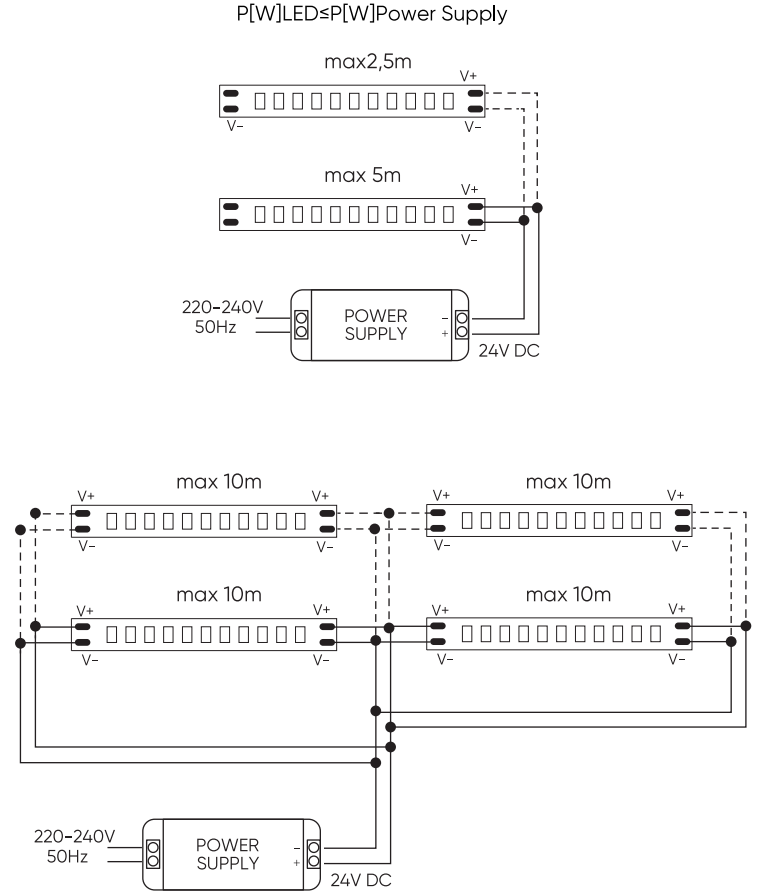 P[W]LED≤P[W]Power Supply
max2,5m
V+
V-
V-
max 5m
V+
V-
220-240V
50Hz
POWER
SUPPLY
-
+
24V DC
max 10m
max 10m
V+
V+
V+
V+
V-
V-
V-
V-
max 10m
max 10m
V+
V+
V+
V+
V-
V-
V-
V-
220-240V
50Hz
POWER
SUPPLY
-
+
24V DC